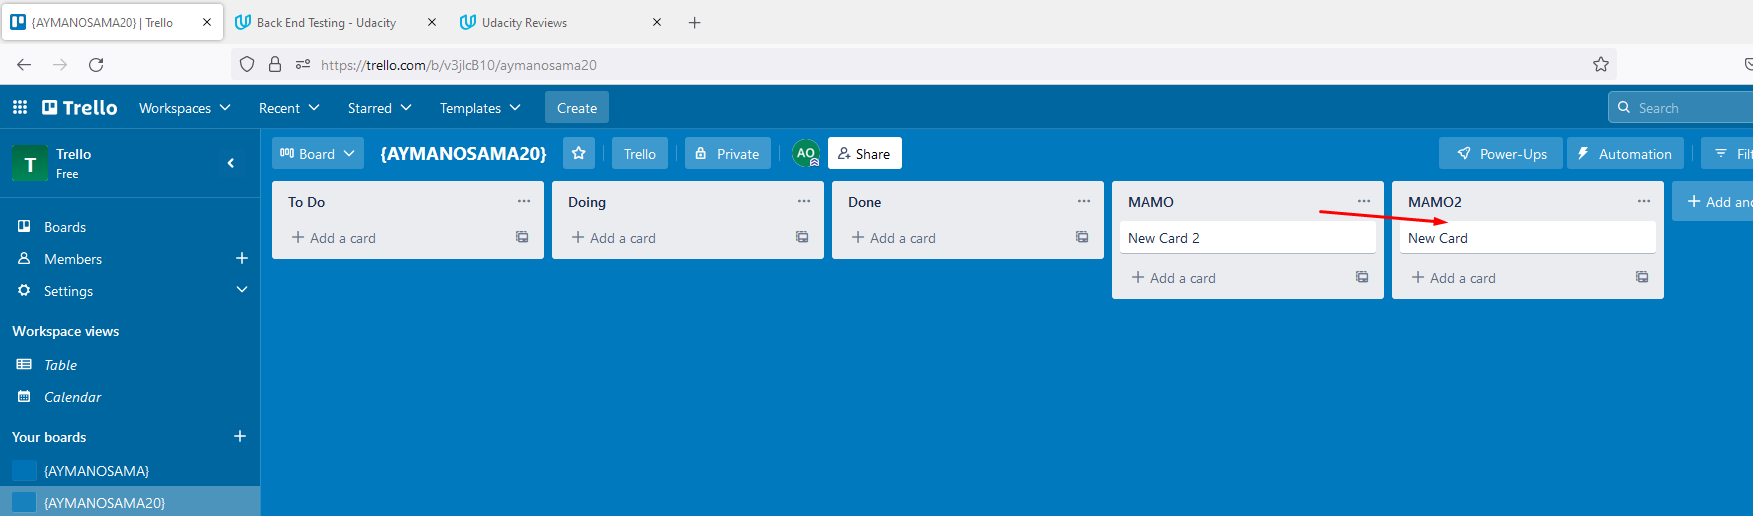 {AYMANOSAMA20} | Trello
Back End Testing - Udacity
Udacity Reviews
https://trello.com/b/v3jlcB10/aymanosama20
Trello
Workspaces
Recent
Starred
Templates
Create
Search
T
Trello
Free
Board
{AYMANOSAMA20}
Trello
Private
AO
Share
Power-Ups
Automation
Filt
Boards
Members
Settings
Workspace views
Table
Calendar
Your boards
{AYMANOSAMA}
{AYMANOSAMA20}
To Do
Add a card
Doing
Add a card
Done
Add a card
MAMO
New Card 2
Add a card
MAMO2
New Card
Add a card
Add ano